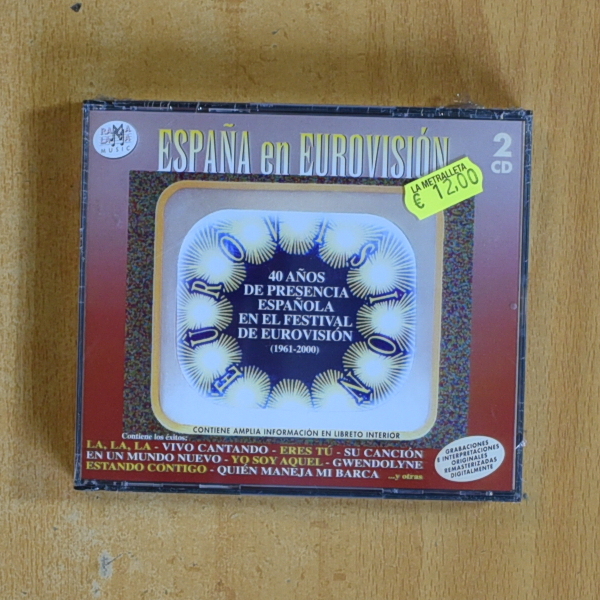 RAMA LAMA MUSIC
ESPAÑA en EUROVISIÓN
2 CD
LA METRALLETA
€ 12,00
EUROVISION
40 AÑOS
DE PRESENCIA
ESPAÑOLA
EN EL FESTIVAL
DE EUROVISIÓN
(1961-2000)
CONTIENE AMPLIA INFORMACIÓN EN LIBRETO INTERIOR
Contiene los éxitos:
LA, LA, LA - VIVO CANTANDO - ERES TÚ - SU CANCIÓN
EN UN MUNDO NUEVO - YO SOY AQUEL - GWENDOLYNE
ESTANDO CONTIGO - QUIÉN MANEJA MI BARCA ...y otras
GRABACIONES
E INTERPRETACIONES
ORIGINALES
REMASTERIZADAS
DIGITALMENTE